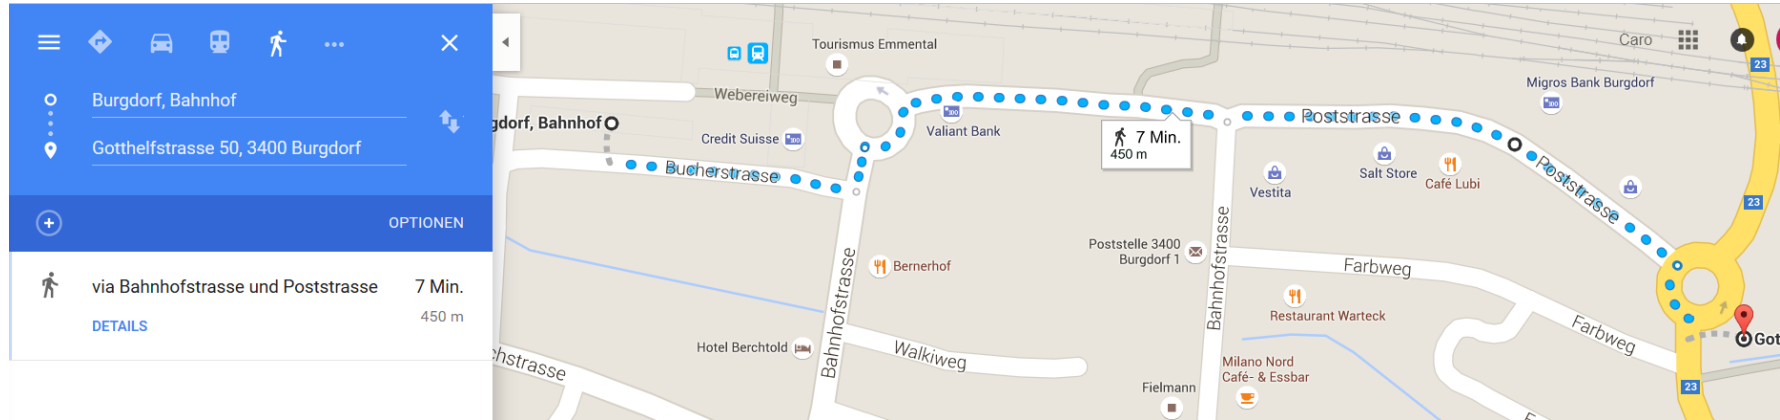 Burgdorf, Bahnhof
Gotthelfstrasse 50, 3400 Burgdorf
OPTIONEN
via Bahnhofstrasse und Poststrasse
7 Min.
450 m
DETAILS
Tourismus Emmental
Caro
23
Migros Bank Burgdorf
Webereiweg
gdorf, Bahnhof
Credit Suisse
Valiant Bank
7 Min.
450 m
Poststrasse
Bucherstrasse
Vestita
Salt Store
Café Lubi
Poststrasse
23
Bahnhofstrasse
Bernerhof
Poststelle 3400
Burgdorf 1
Bahnhofstrasse
Farbweg
Restaurant Warteck
Farbweg
Hotel Berchtold
Walkiweg
chstrasse
Milano Nord
Café- & Essbar
Fielmann
Got
23